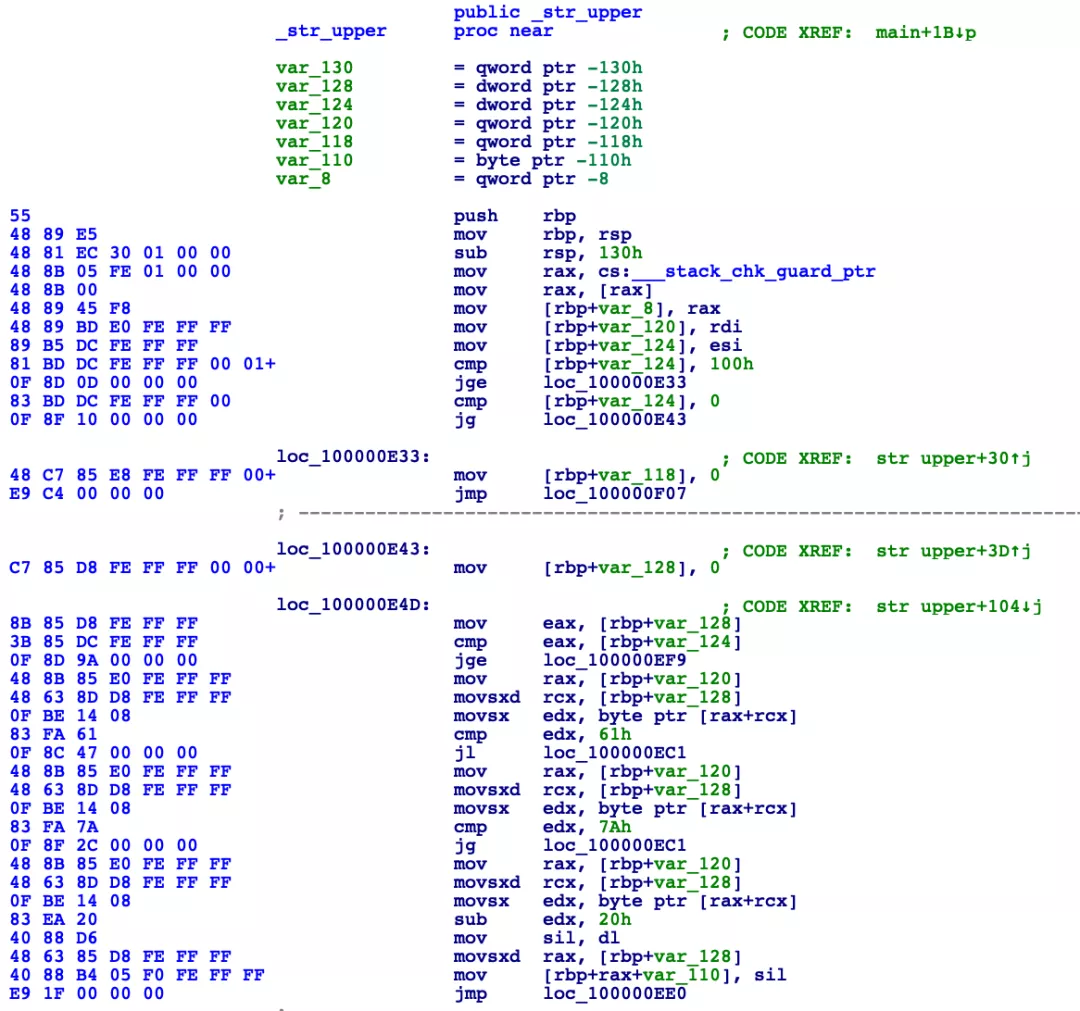 public _str_upper
_str_upper proc near ; CODE XREF: main+1B↓p
var_130 = qword ptr -130h
var_128 = dword ptr -128h
var_124 = dword ptr -124h
var_120 = qword ptr -120h
var_118 = qword ptr -118h
var_110 = byte ptr -110h
var_8 = qword ptr -8
55 push rbp
48 89 E5 mov rbp, rsp
48 81 EC 30 01 00 00 sub rsp, 130h
48 8B 05 FE 01 00 00 mov rax, cs:___stack_chk_guard_ptr
48 8B 00 mov rax, [rax]
48 89 45 F8 mov [rbp+var_8], rax
48 89 BD E0 FE FF FF mov [rbp+var_120], rdi
89 B5 DC FE FF FF mov [rbp+var_124], esi
81 BD DC FE FF FF 00 01+ cmp [rbp+var_124], 100h
0F 8D 0D 00 00 00 jge loc_100000E33
83 BD DC FE FF FF 00 cmp [rbp+var_124], 0
0F 8F 10 00 00 00 jg loc_100000E43
loc_100000E33: ; CODE XREF: str upper+30↑j
48 C7 85 E8 FE FF FF 00+ mov [rbp+var_118], 0
E9 C4 00 00 00 jmp loc_100000F07
; ---------------------------------------------------------------------------
loc_100000E43: ; CODE XREF: str upper+3D↑j
C7 85 D8 FE FF FF 00 00+ mov [rbp+var_128], 0
loc_100000E4D: ; CODE XREF: str upper+104↓j
8B 85 D8 FE FF FF mov eax, [rbp+var_128]
3B 85 DC FE FF FF cmp eax, [rbp+var_124]
0F 8D 9A 00 00 00 jge loc_100000EF9
48 8B 85 E0 FE FF FF mov rax, [rbp+var_120]
48 63 8D D8 FE FF FF movsxd rcx, [rbp+var_128]
0F BE 14 08 movsx edx, byte ptr [rax+rcx]
83 FA 61 cmp edx, 61h
0F 8C 47 00 00 00 jl loc_100000EC1
48 8B 85 E0 FE FF FF mov rax, [rbp+var_120]
48 63 8D D8 FE FF FF movsxd rcx, [rbp+var_128]
0F BE 14 08 movsx edx, byte ptr [rax+rcx]
83 FA 7A cmp edx, 7Ah
0F 8F 2C 00 00 00 jg loc_100000EC1
48 8B 85 E0 FE FF FF mov rax, [rbp+var_120]
48 63 8D D8 FE FF FF movsxd rcx, [rbp+var_128]
0F BE 14 08 movsx edx, byte ptr [rax+rcx]
83 EA 20 sub edx, 20h
40 88 D6 mov sil, dl
48 63 85 D8 FE FF FF movsxd rax, [rbp+var_128]
40 88 B4 05 F0 FE FF FF mov [rbp+rax+var_110], sil
E9 1F 00 00 00 jmp loc_100000EE0